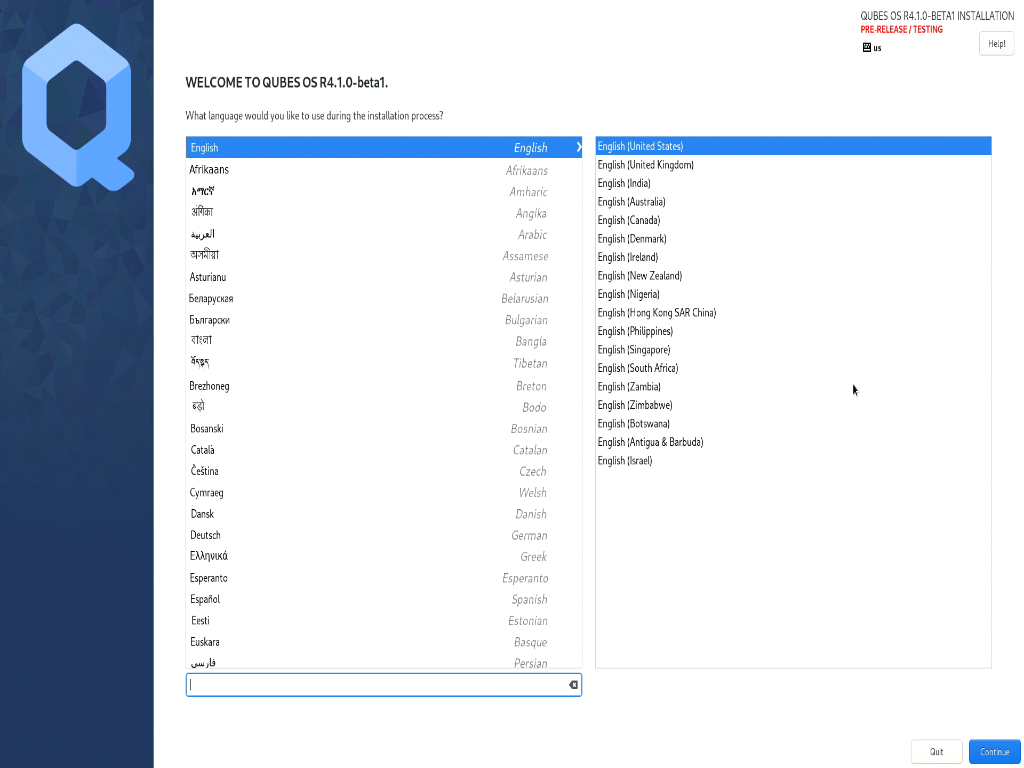 QUBES OS R4.1.0-BETA1 INSTALLATION
PRE-RELEASE / TESTING
us
Help!
WELCOME TO QUBES OS R4.1.0-beta1.
What language would you like to use during the installation process?
English English
Afrikaans Afrikaans
አማርኛ Amharic
अंगिका Angika
العربية Arabic
অসমীয়া Assamese
Asturianu Asturian
Беларуская Belarusian
Български Bulgarian
বাংলা Bangla
བོད་སྐད་ Tibetan
Brezhoneg Breton
बड़ो Bodo
Bosanski Bosnian
Català Catalan
Čeština Czech
Cymraeg Welsh
Dansk Danish
Deutsch German
Ελληνικά Greek
Esperanto Esperanto
Español Spanish
Eesti Estonian
Euskara Basque
فارسی Persian
English (United States)
English (United Kingdom)
English (India)
English (Australia)
English (Canada)
English (Denmark)
English (Ireland)
English (New Zealand)
English (Nigeria)
English (Hong Kong SAR China)
English (Philippines)
English (Singapore)
English (South Africa)
English (Zambia)
English (Zimbabwe)
English (Botswana)
English (Antigua & Barbuda)
English (Israel)
Quit
Continue